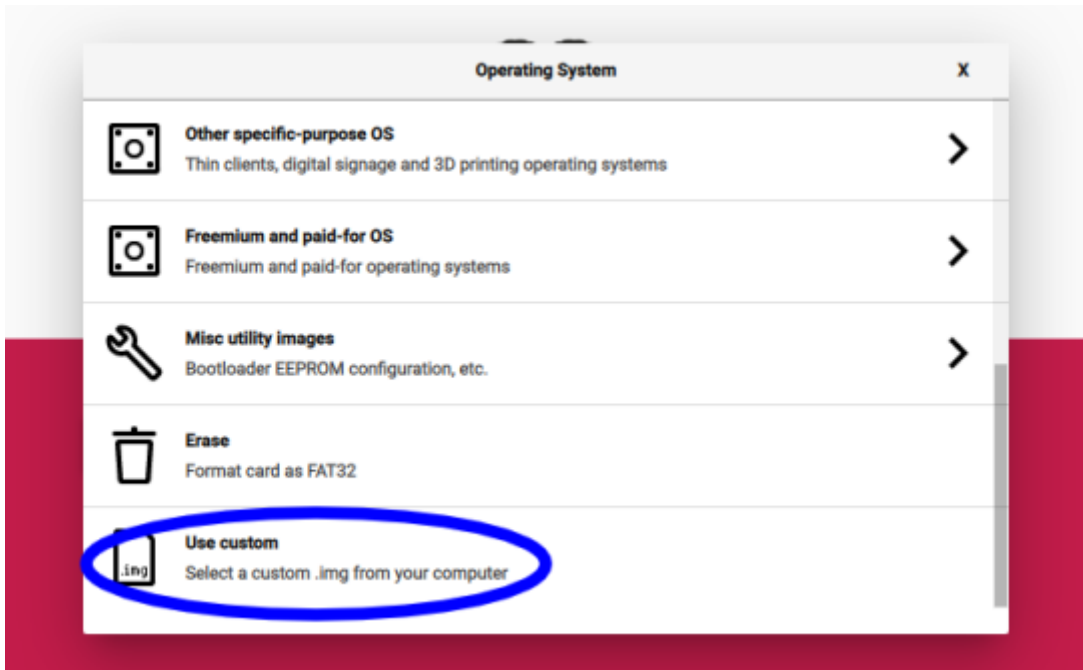 Operating System X
Other specific-purpose OS
Thin clients, digital signage and 3D printing operating systems
Freemium and paid-for OS
Freemium and paid-for operating systems
Misc utility images
Bootloader EEPROM configuration, etc.
Erase
Format card as FAT32
Use custom
.img
Select a custom .img from your computer